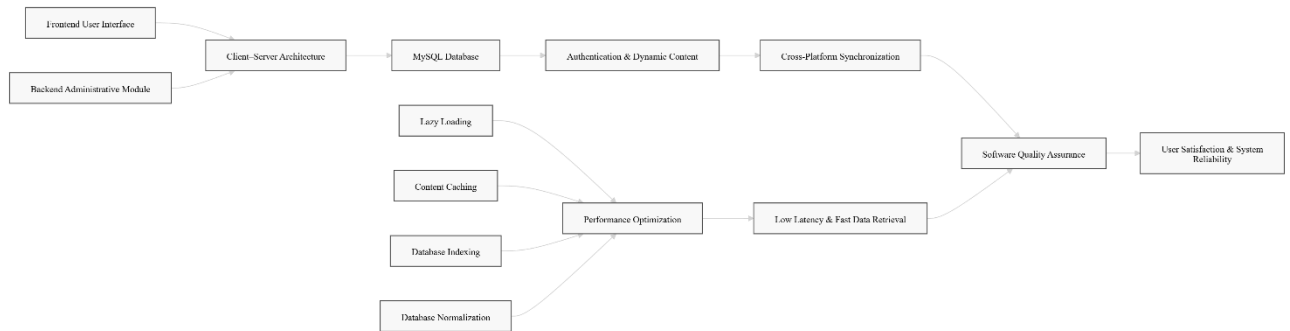 Frontend User Interface
Backend Administrative Module
Client–Server Architecture
MySQL Database
Authentication & Dynamic Content
Cross-Platform Synchronization
Lazy Loading
Content Caching
Database Indexing
Database Normalization
Performance Optimization
Low Latency & Fast Data Retrieval
Software Quality Assurance
User Satisfaction & System
Reliability